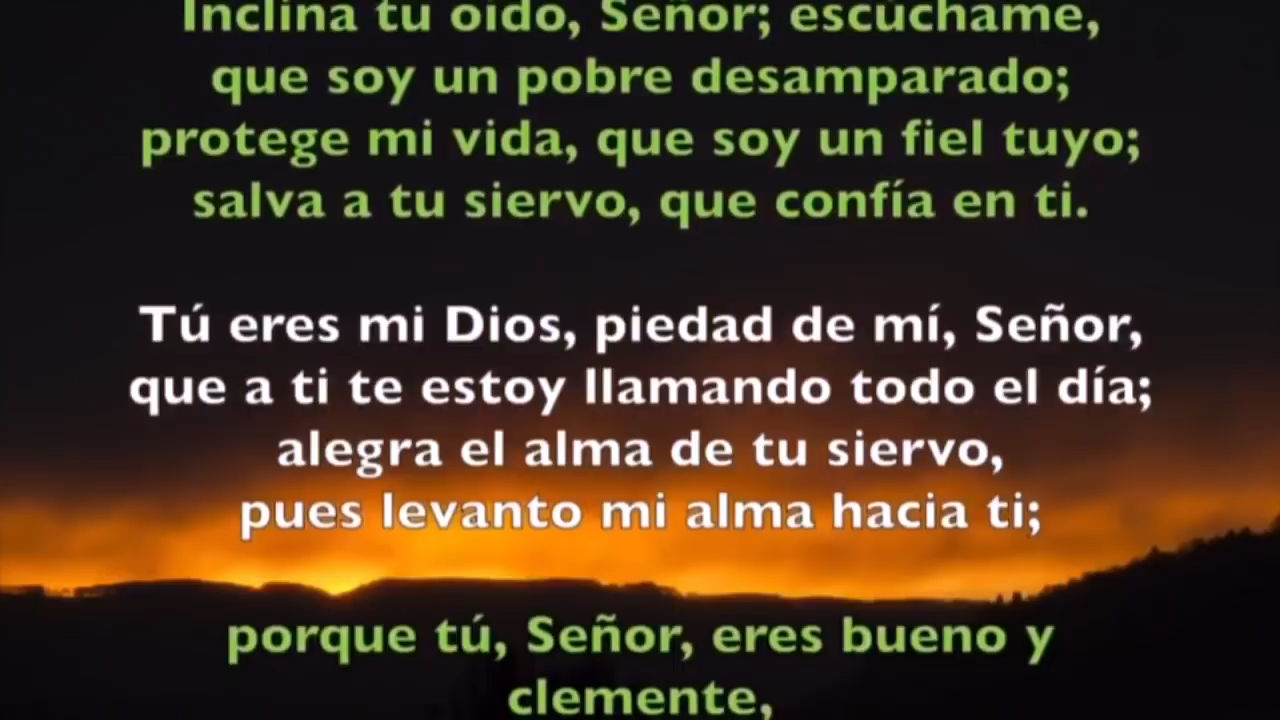 Inclina tu oído, Señor; escúchame,
que soy un pobre desamparado;
protege mi vida, que soy un fiel tuyo;
salva a tu siervo, que confía en ti.
Tú eres mi Dios, piedad de mí, Señor,
que a ti te estoy llamando todo el día;
alegra el alma de tu siervo,
pues levanto mi alma hacia ti;
porque tú, Señor, eres bueno y
clemente,